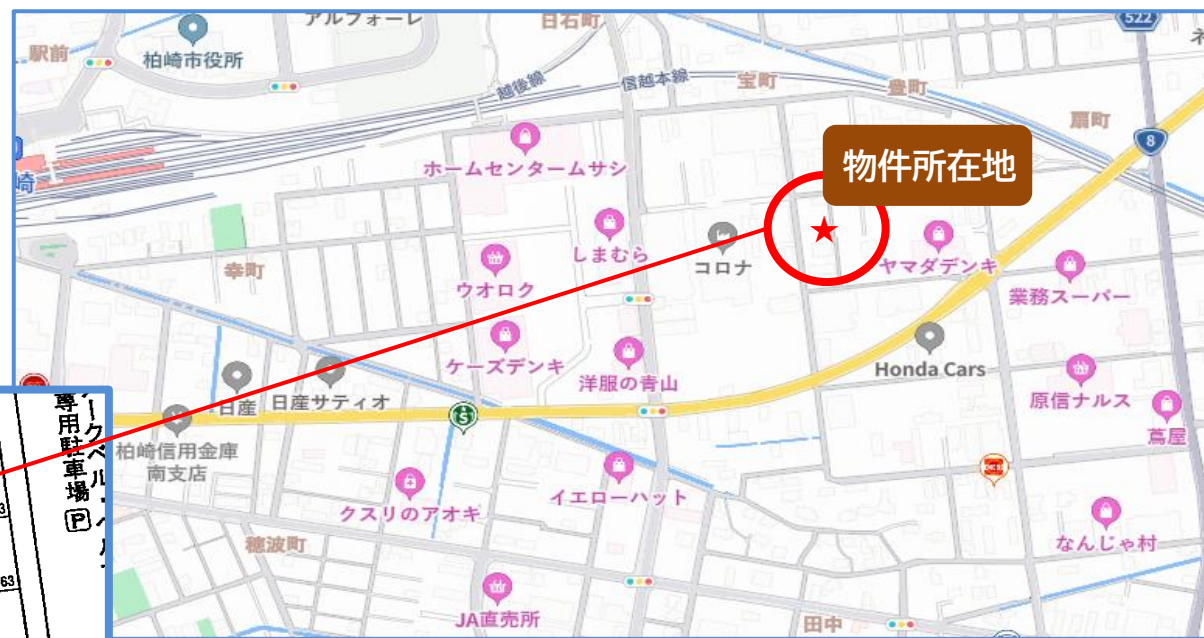 アルフォーレ
日石町
522
駅前
柏崎市役所
越後線
信越本線
宝町
豊町
扇町
8
崎
ホームセンタームサシ
物件所在地
しまむら
コロナ
ヤマダデンキ
幸町
ウオロク
業務スーパー
ケーズデンキ
洋服の青山
Honda Cars
日産
日産サティオ
原信ナルス
蔦屋
S
柏崎信用金庫
南支店
専用駐車場 P
クスリのアオキ
イエローハット
なんじゃ村
穂波町
63
JA直売所
田中